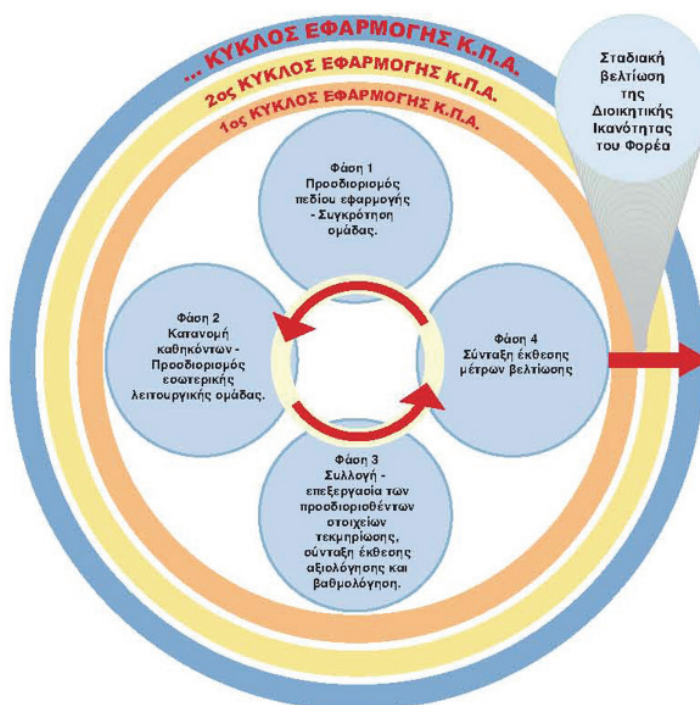 ... ΚΥΚΛΟΣ ΕΦΑΡΜΟΓΗΣ Κ.Π.Α.
2ος ΚΥΚΛΟΣ ΕΦΑΡΜΟΓΗΣ Κ.Π.Α.
1ος ΚΥΚΛΟΣ ΕΦΑΡΜΟΓΗΣ Κ.Π.Α.
Σταδιακή
βελτίωση
της
Διοικητικής
Ικανότητας
του Φορέα
Φάση 1
Προσδιορισμός
πεδίου εφαρμογής
- Συγκρότηση
ομάδας.
Φάση 2
Κατανομή
καθηκόντων -
Προσδιορισμός
εσωτερικής
λειτουργικής ομάδας.
Φάση 4
Σύνταξη έκθεσης
μέτρων βελτίωσης
Φάση 3
Συλλογή -
επεξεργασία των
προσδιορισθέντων
στοιχείων
τεκμηρίωσης,
σύνταξη έκθεσης
αξιολόγησης και
βαθμολόγηση.